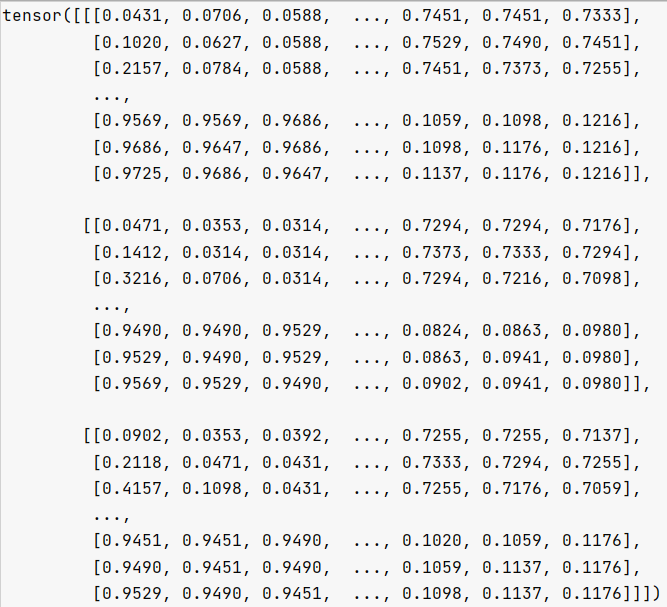 tensor([[[0.0431, 0.0706, 0.0588,  ..., 0.7451, 0.7451, 0.7333],
         [0.1020, 0.0627, 0.0588,  ..., 0.7529, 0.7490, 0.7451],
         [0.2157, 0.0784, 0.0588,  ..., 0.7451, 0.7373, 0.7255],
         ...,
         [0.9569, 0.9569, 0.9686,  ..., 0.1059, 0.1098, 0.1216],
         [0.9686, 0.9647, 0.9686,  ..., 0.1098, 0.1176, 0.1216],
         [0.9725, 0.9686, 0.9647,  ..., 0.1137, 0.1176, 0.1216]],

        [[0.0471, 0.0353, 0.0314,  ..., 0.7294, 0.7294, 0.7176],
         [0.1412, 0.0314, 0.0314,  ..., 0.7373, 0.7333, 0.7294],
         [0.3216, 0.0706, 0.0314,  ..., 0.7294, 0.7216, 0.7098],
         ...,
         [0.9490, 0.9490, 0.9529,  ..., 0.0824, 0.0863, 0.0980],
         [0.9529, 0.9490, 0.9529,  ..., 0.0863, 0.0941, 0.0980],
         [0.9569, 0.9529, 0.9490,  ..., 0.0902, 0.0941, 0.0980]],

        [[0.0902, 0.0353, 0.0392,  ..., 0.7255, 0.7255, 0.7137],
         [0.2118, 0.0471, 0.0431,  ..., 0.7333, 0.7294, 0.7255],
         [0.4157, 0.1098, 0.0431,  ..., 0.7255, 0.7176, 0.7059],
         ...,
         [0.9451, 0.9451, 0.9490,  ..., 0.1020, 0.1059, 0.1176],
         [0.9490, 0.9451, 0.9490,  ..., 0.1059, 0.1137, 0.1176],
         [0.9529, 0.9490, 0.9451,  ..., 0.1098, 0.1137, 0.1176]]])